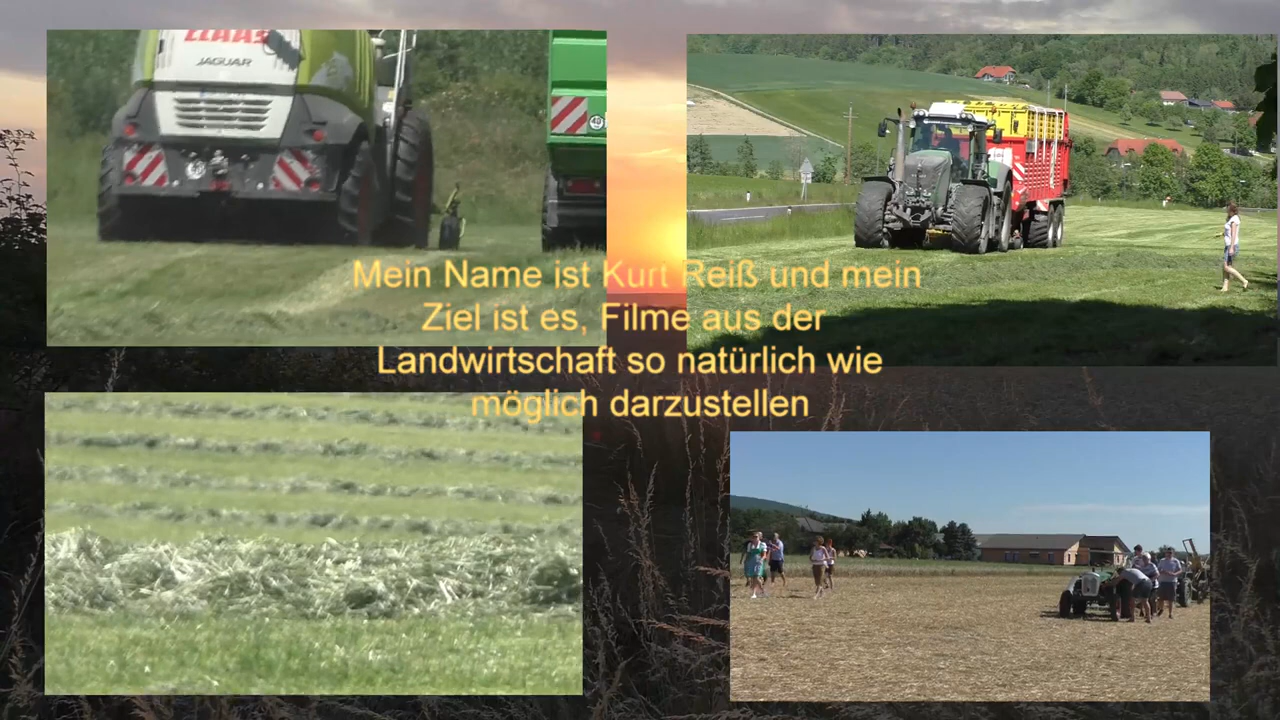 CLAAS
JAGUAR
40
Mein Name ist Kurt Reiß und mein
Ziel ist es, Filme aus der
Landwirtschaft so natürlich wie
möglich darzustellen